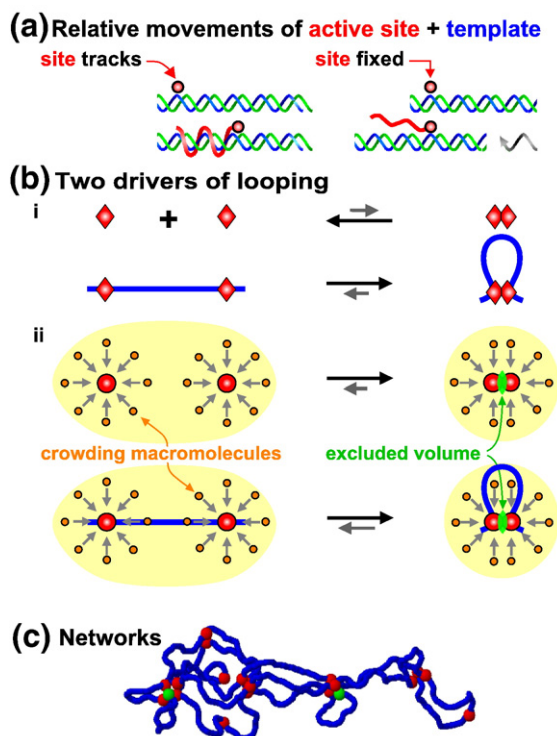 (a) Relative movements of active site + template
site tracks
site fixed
(b) Two drivers of looping
i
+
ii
crowding macromolecules
excluded volume
(c) Networks